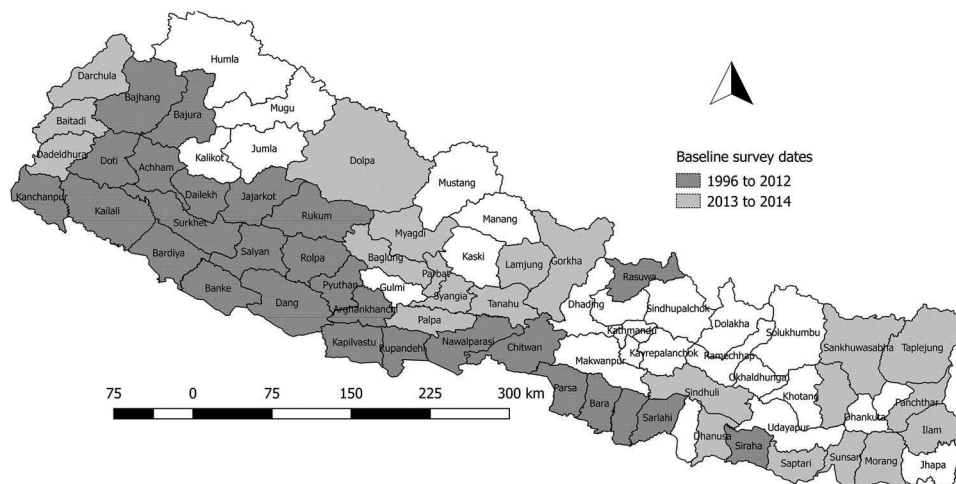 Humla
Darchula
Bajhang
Bajura
Mugu
Baitadi
Dadeldhura
Doti
Achham
Kalikot
Jumla
Dolpa
Mustang
Baseline survey dates
1996 to 2012
2013 to 2014
Kanchanpur
Kailali
Dailekh
Jajarkot
Rukum
Manang
Surkhet
Myagdi
Bardiya
Salyan
Rolpa
Baglung
Kaski
Lamjung
Gorkha
Rasuwa
Parbat
Banke
Dang
Pyuthan
Gulmi
Syangja
Tanahu
Dhading
Sindhupalchok
Arghankhanchi
Palpa
Dolakha
Solukhumbu
Kathmandu
Kapilvastu
Rupandehi
Nawalparasi
Chitwan
Makwanpur
Kavrepalanchok
Ramechhap
Sankhuwasabha
Taplejung
Okhaldhunga
Parsa
Bara
Sarlahi
Sindhuli
Khotang
Panchthar
Dhankuta
Udayapur
Dhanusa
Siraha
Saptari
Sunsari
Morang
Ilam
Jhapa
75 0 75 150 225 300 km